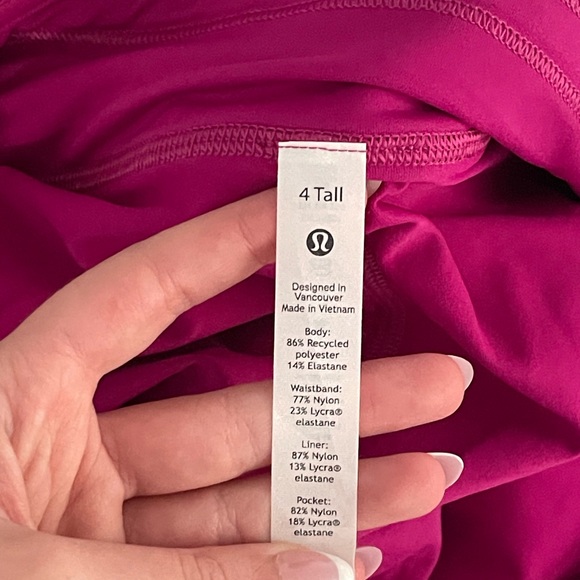 4 Tall
Designed in
Vancouver
Made in Vietnam
Body:
86% Recycled
polyester
14% Elastane
Waistband:
77% Nylon
23% Lycra®
elastane
Liner:
87% Nylon
13% Lycra®
elastane
Pocket:
82% Nylon
18% Lycra®
elastane